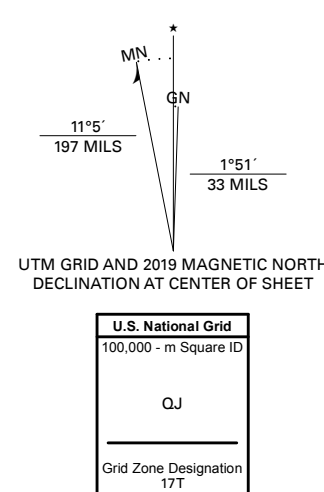 ★
MN
GN
11°5´
197 MILS
1°51´
33 MILS
UTM GRID AND 2019 MAGNETIC NORTH
DECLINATION AT CENTER OF SHEET
U.S. National Grid
100,000 - m Square ID
QJ
Grid Zone Designation
17T